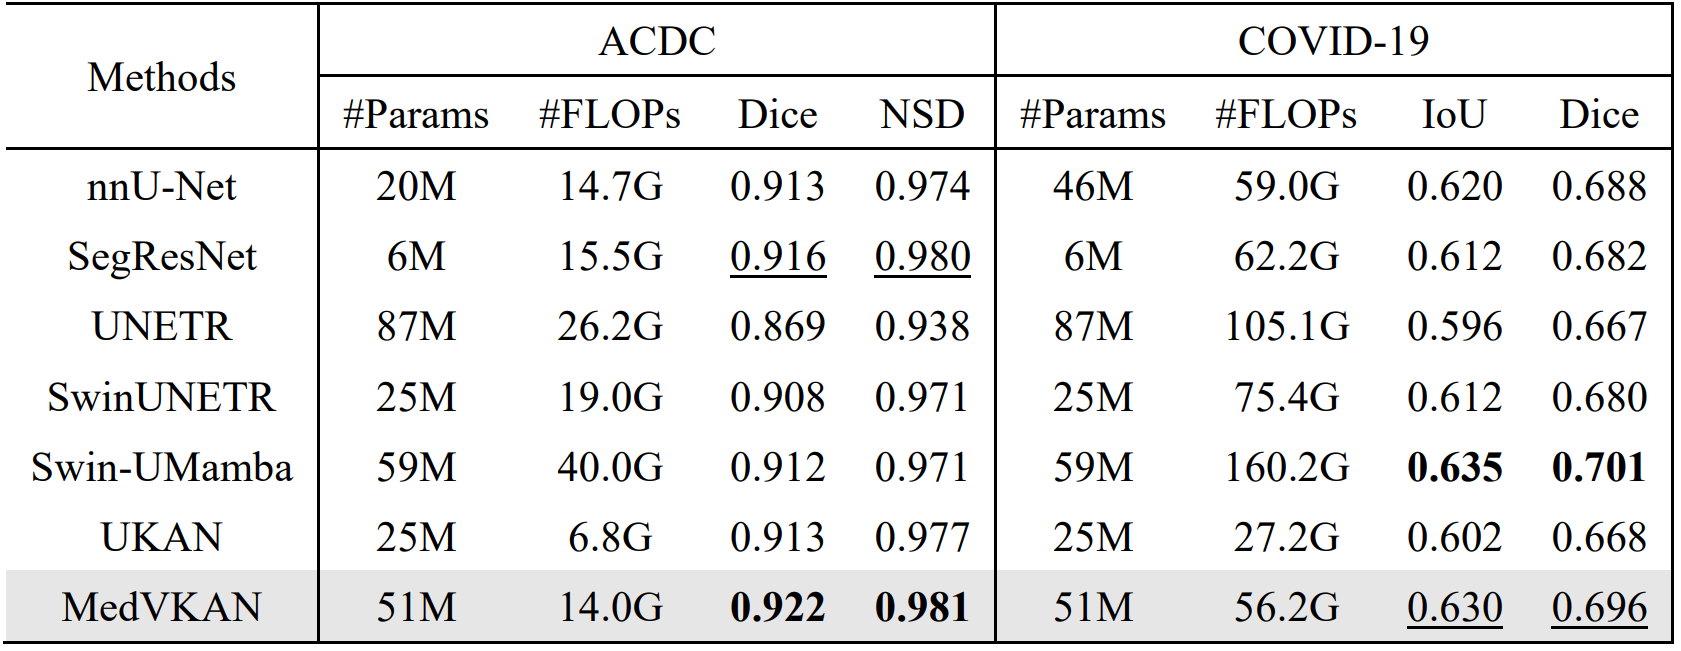 Methods ACDC COVID-19
#Params #FLOPs Dice NSD #Params #FLOPs IoU Dice
nnU-Net 20M 14.7G 0.913 0.974 46M 59.0G 0.620 0.688
SegResNet 6M 15.5G 0.916 0.980 6M 62.2G 0.612 0.682
UNETR 87M 26.2G 0.869 0.938 87M 105.1G 0.596 0.667
SwinUNETR 25M 19.0G 0.908 0.971 25M 75.4G 0.612 0.680
Swin-UMamba 59M 40.0G 0.912 0.971 59M 160.2G 0.635 0.701
UKAN 25M 6.8G 0.913 0.977 25M 27.2G 0.602 0.668
MedVKAN 51M 14.0G 0.922 0.981 51M 56.2G 0.630 0.696